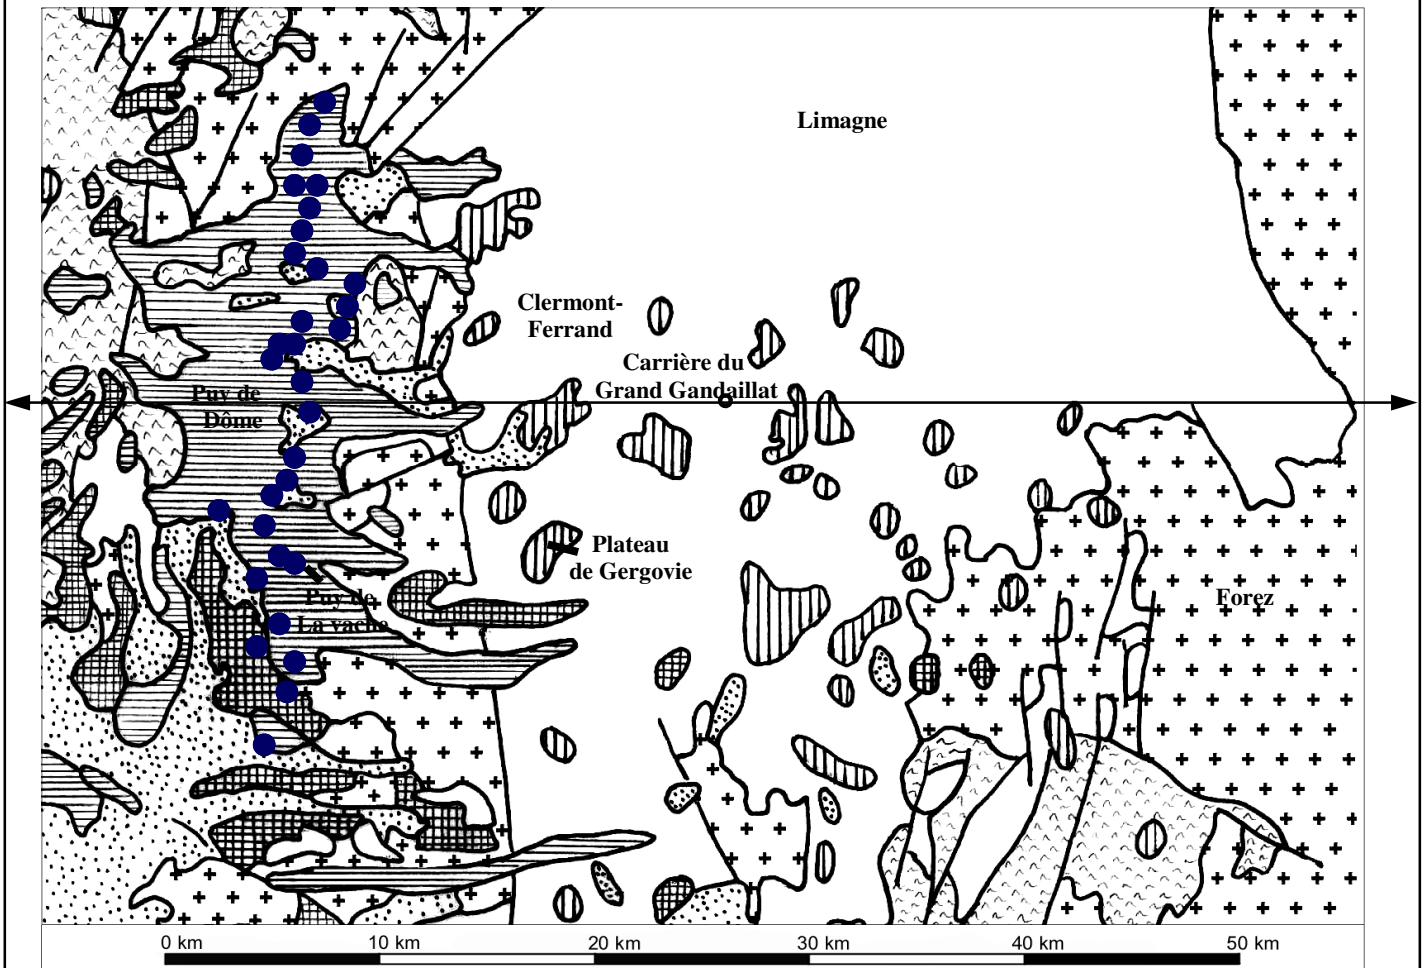 Limagne
Clermont-
Ferrand
Carrière du
Grand Gandaillat
Puy de
Dôme
Plateau
de Gergovie
Puy de
La vache
Forez
0 km 10 km 20 km 30 km 40 km 50 km